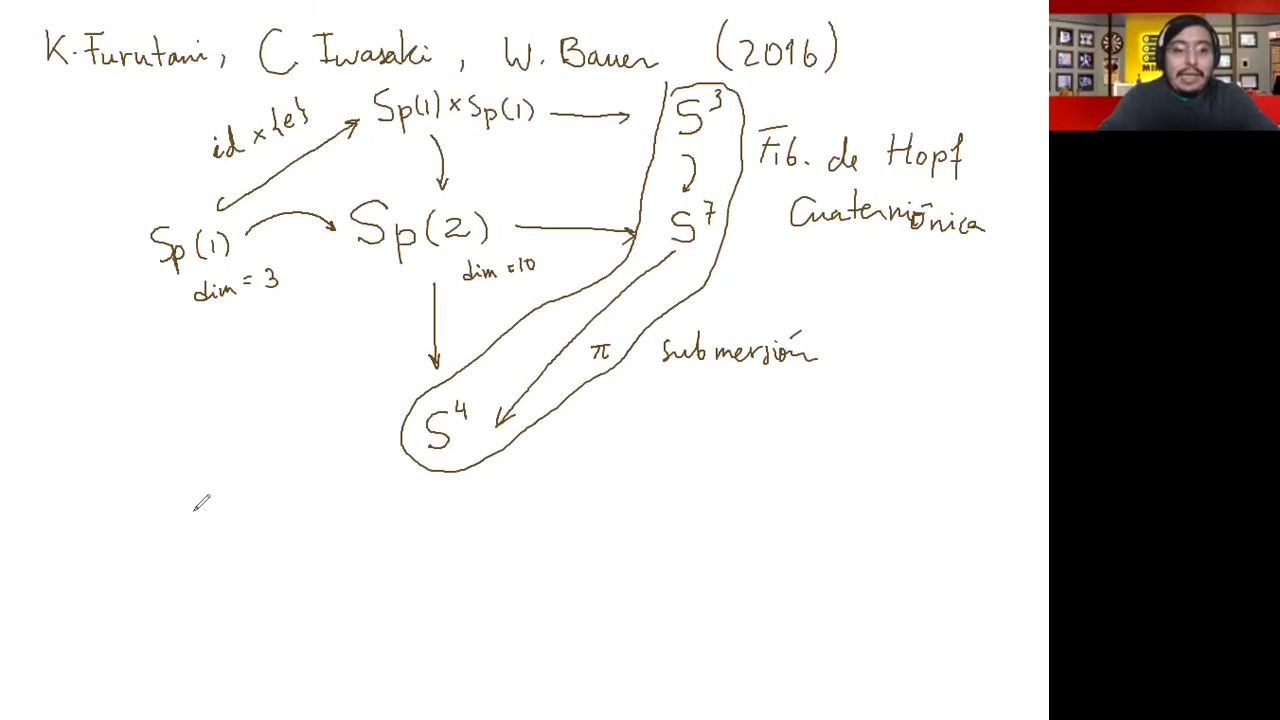 K. Furutani, C. Iwasaki, W. Bauer (2016)
id × {e}
Sp(1) × Sp(1)
S³
Fib. de Hopf
Cuaterniónica
Sp(1)
dim = 3
Sp(2)
dim = 10
S⁷
π
submersión
S⁴